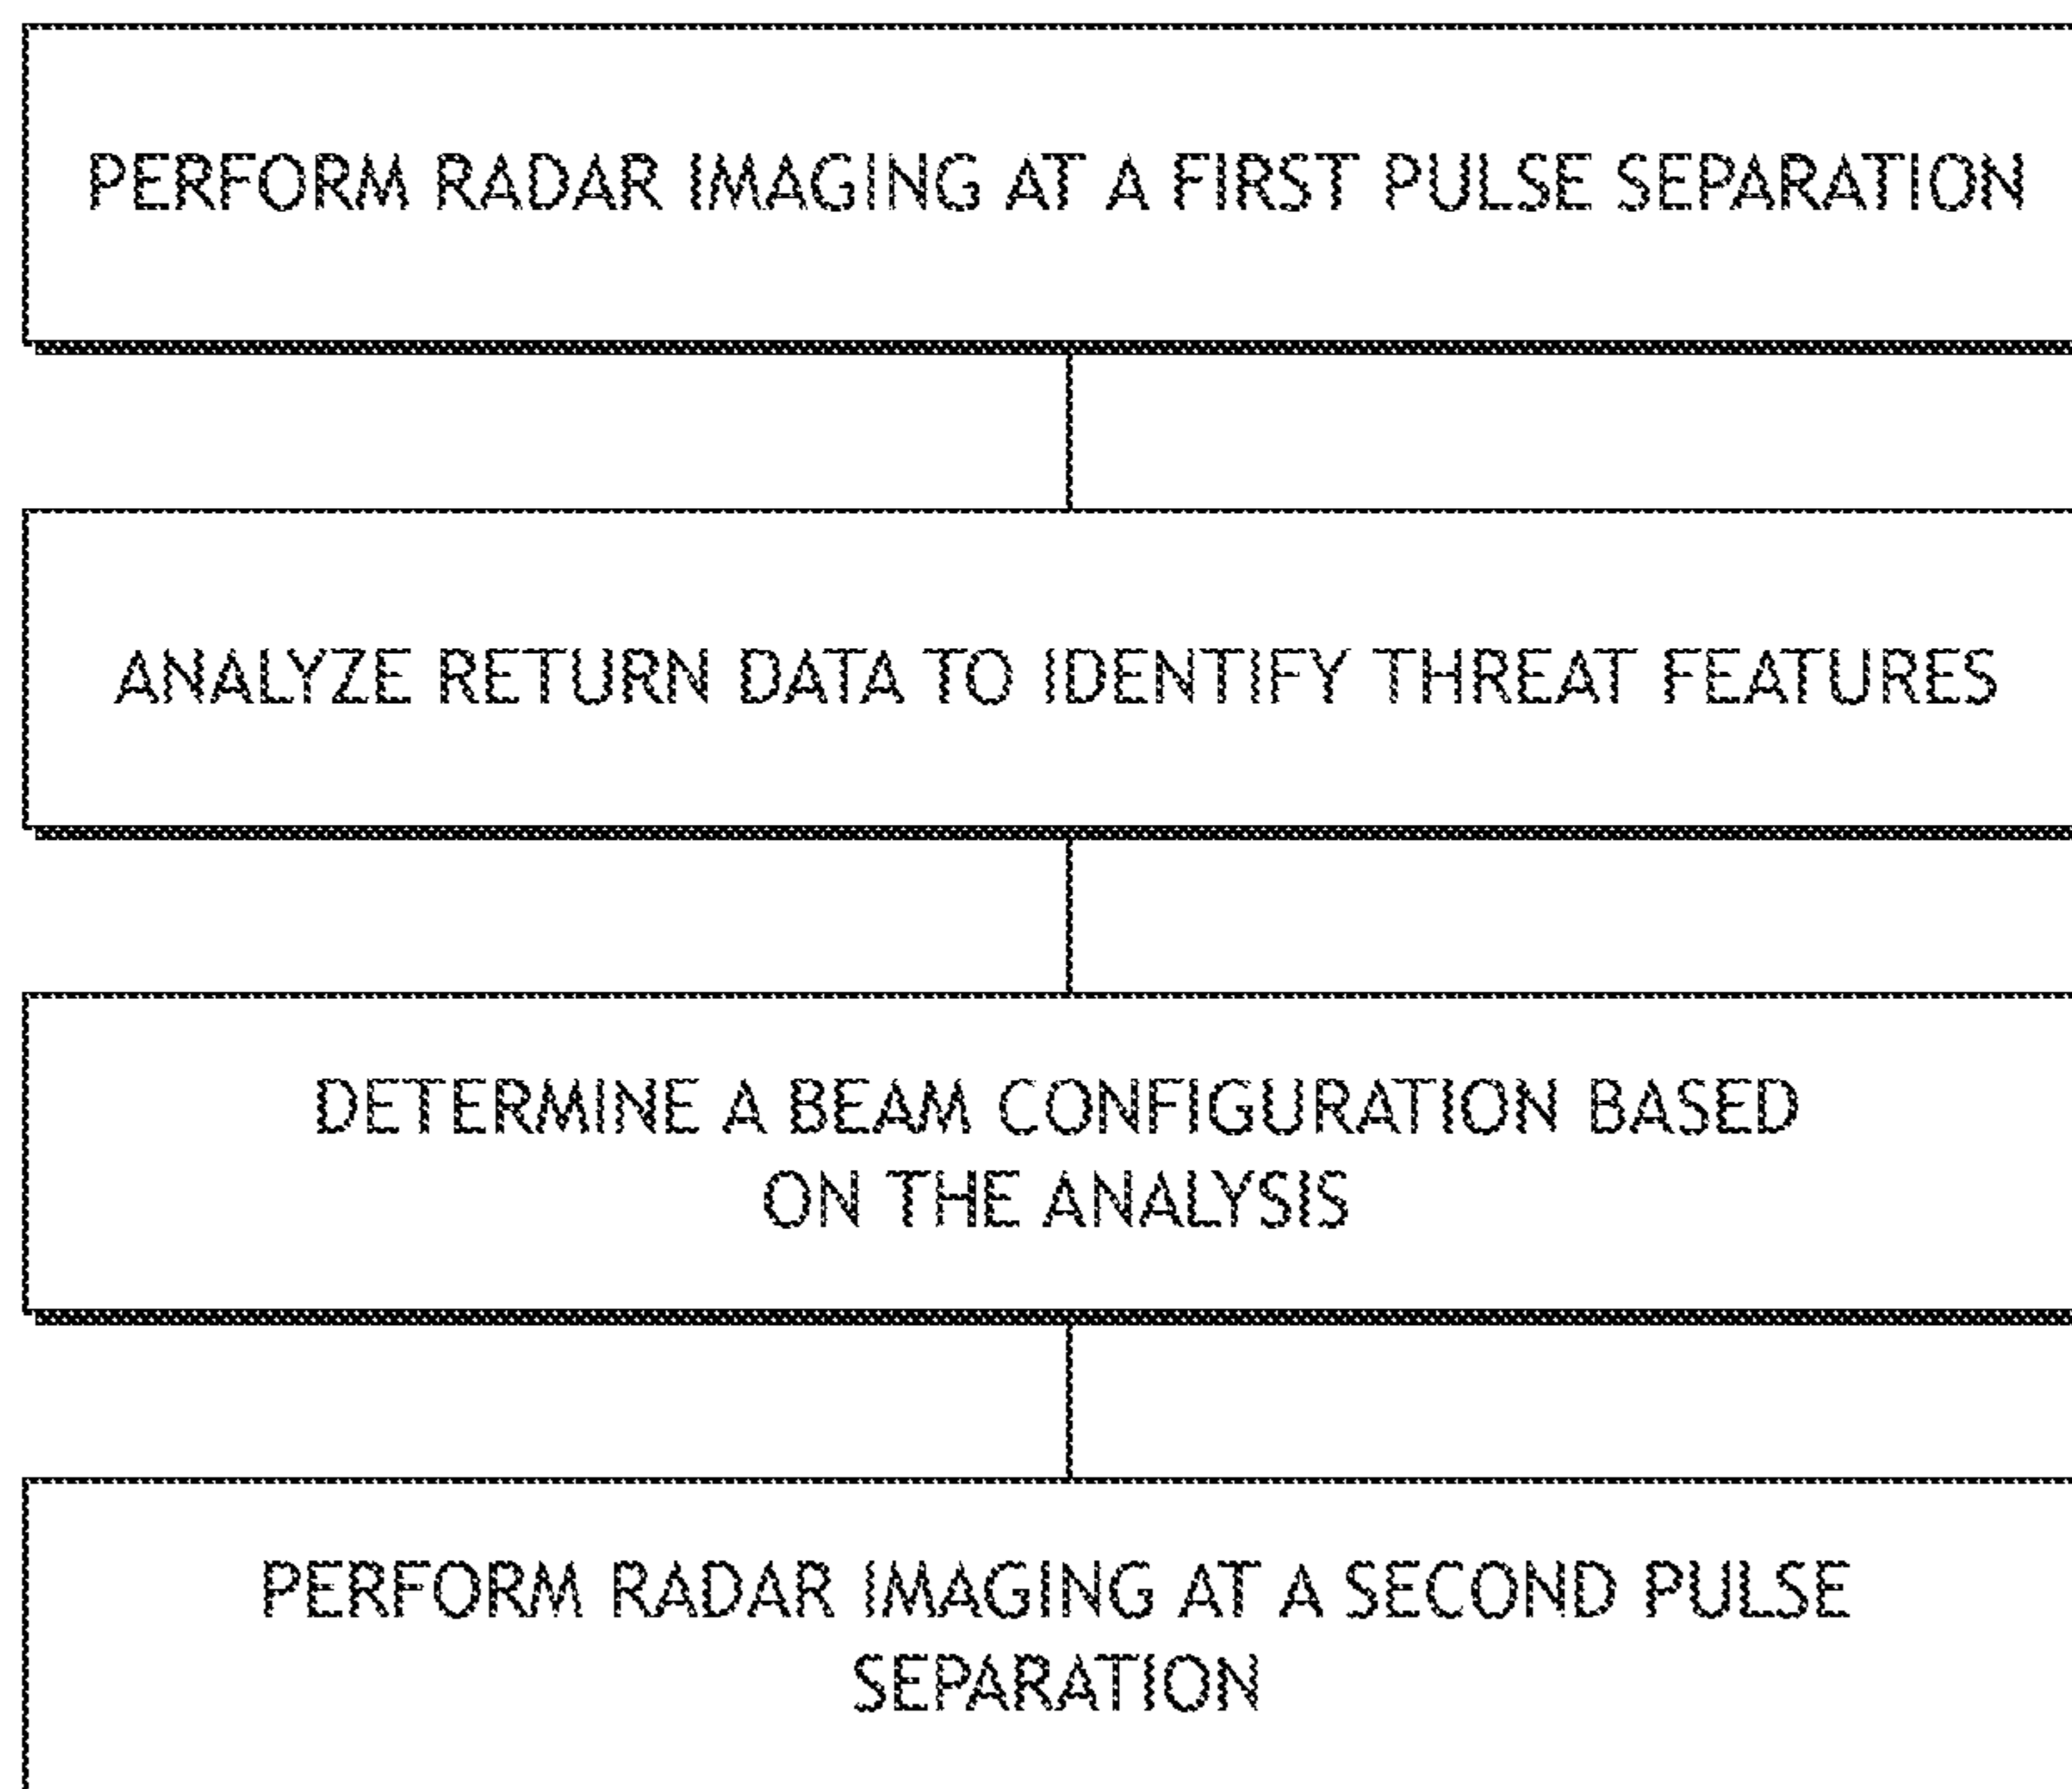 PERFORM RADAR IMAGING AT A FIRST PULSE SEPARATION
ANALYZE RETURN DATA TO IDENTIFY THREAT FEATURES
DETERMINE A BEAM CONFIGURATION BASED
ON THE ANALYSIS
PERFORM RADAR IMAGING AT A SECOND PULSE
SEPARATION